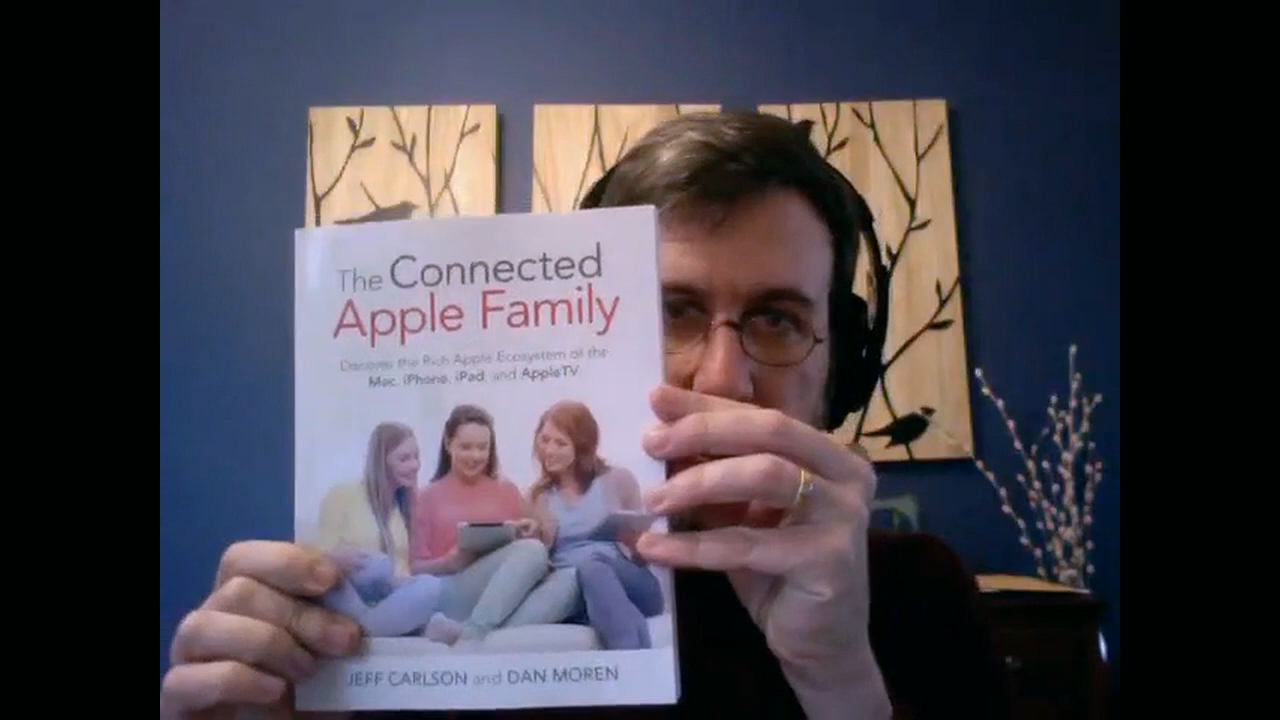 The Connected
Apple Family
Discover the Rich Apple Ecosystem of the
Mac, iPhone, iPad, and AppleTV
JEFF CARLSON and DAN MOREN